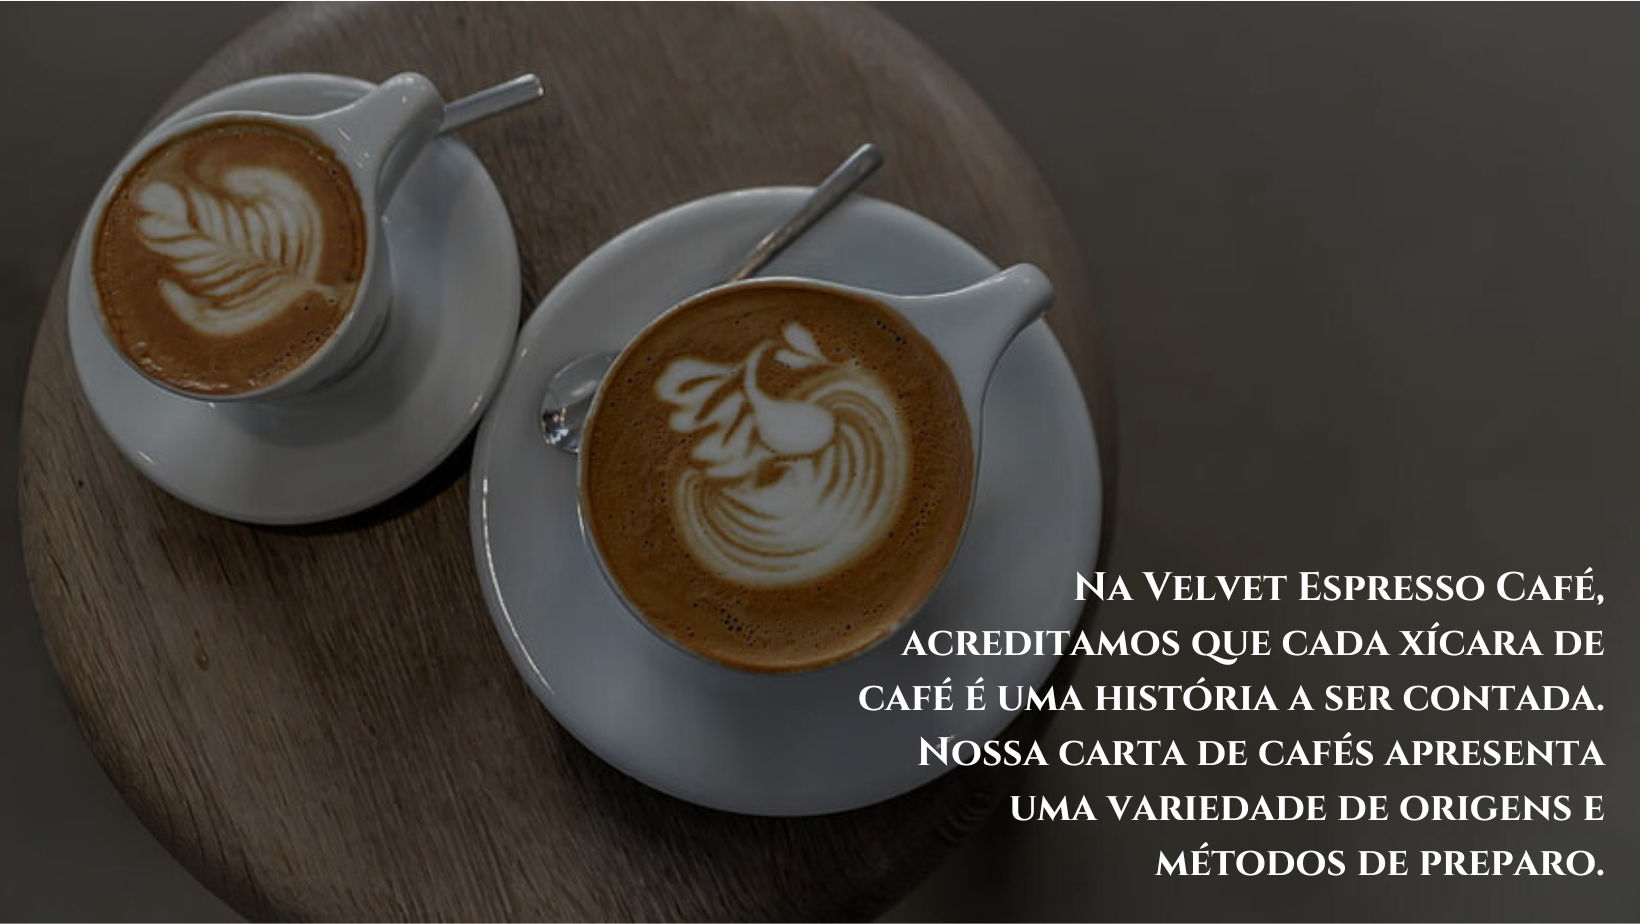 Na Velvet Espresso Café,
acreditamos que cada xícara de
café é uma história a ser contada.
Nossa carta de cafés apresenta
uma variedade de origens e
métodos de preparo.